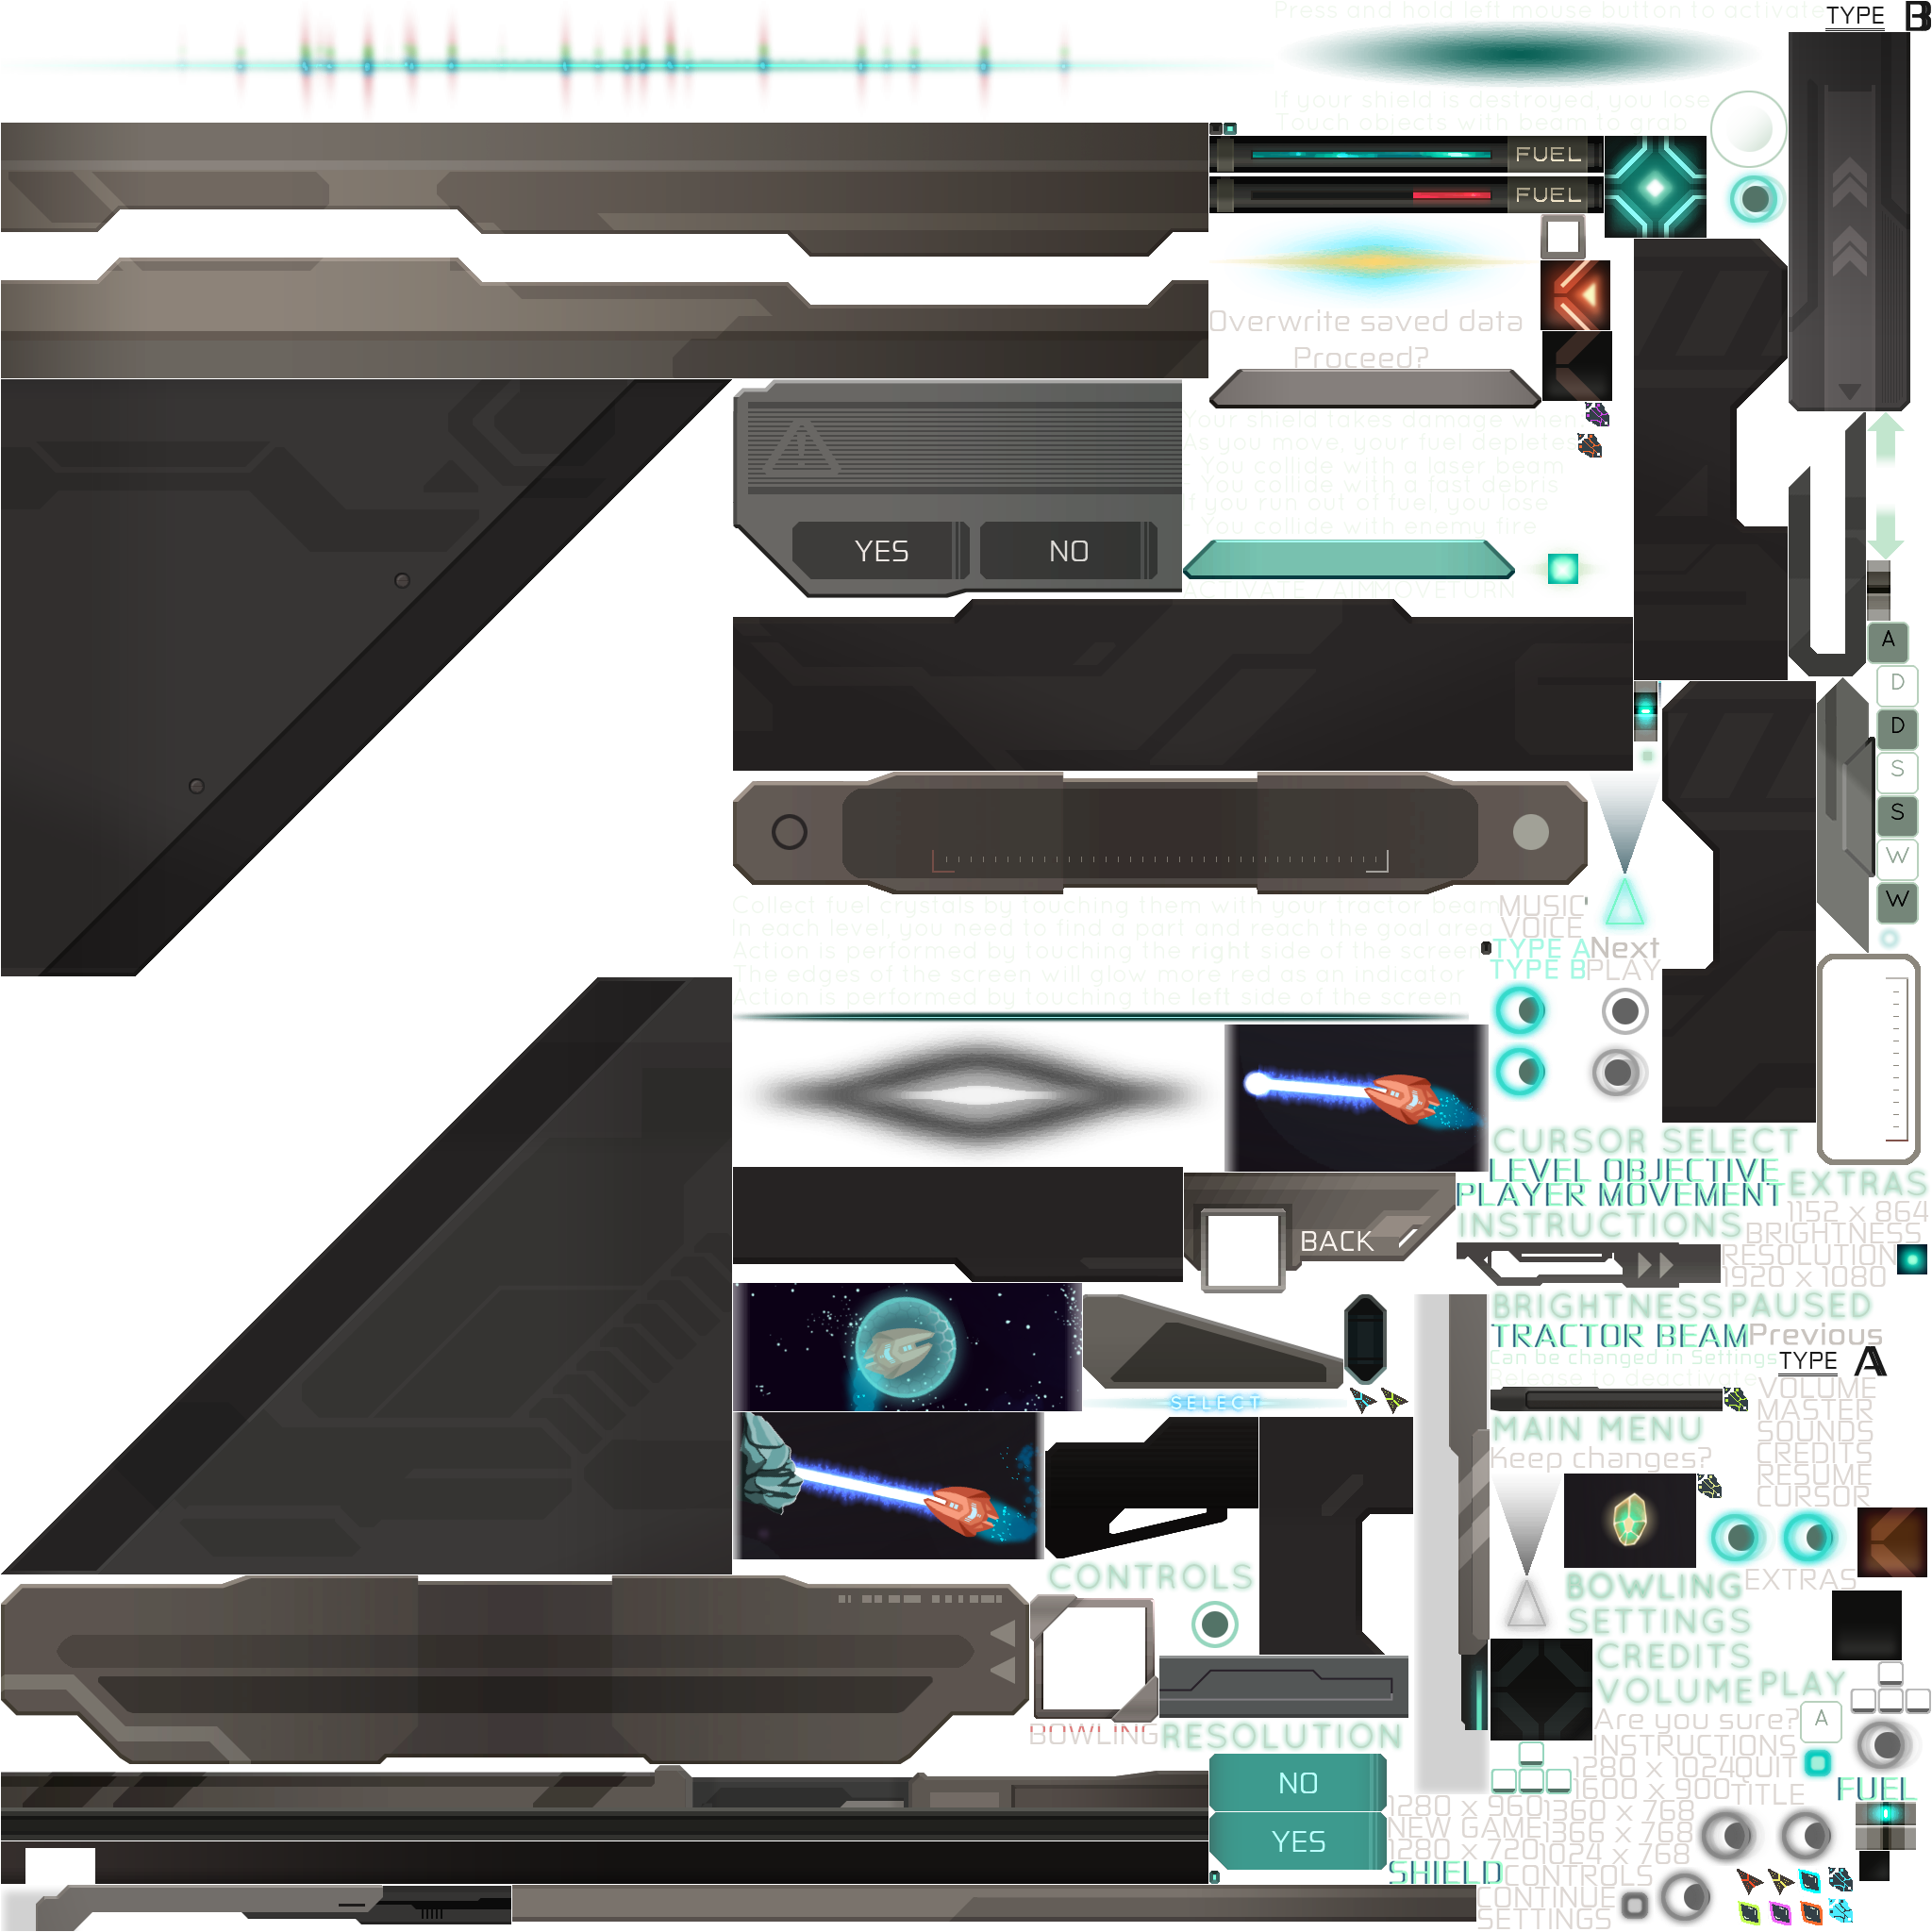 Press and hold left mouse button to activate
TYPE B
If your shield is destroyed, you lose
Touch objects with beam to grab
FUEL
FUEL
Overwrite saved data
Proceed?
Your shield takes damage when
As you move, your fuel depletes
- You collide with a laser beam
- You collide with a fast debris
If you run out of fuel, you lose
- You collide with enemy fire
YES
NO
ACTIVATE / AIM
MOVE
TURN
A
D
D
S
S
W
W
Collect fuel crystals by touching them with your tractor beam
MUSIC
In each level, you need to find a part and reach the goal area
VOICE
Action is performed by touching the right side of the screen
TYPE A
Next
The edges of the screen will glow more red as an indicator
TYPE B
PLAY
Action is performed by touching the left side of the screen
CURSOR SELECT
LEVEL OBJECTIVE
EXTRAS
PLAYER MOVEMENT
1152 x 864
INSTRUCTIONS
BRIGHTNESS
BACK
RESOLUTION
1920 x 1080
BRIGHTNESS
PAUSED
TRACTOR BEAM
Previous
Can be changed in Settings
TYPE A
Release to deactivate
VOLUME
SELECT
MASTER
MAIN MENU
SOUNDS
Keep changes?
CREDITS
RESUME
CURSOR
CONTROLS
BOWLING
EXTRAS
SETTINGS
CREDITS
VOLUME
PLAY
Are you sure?
A
BOWLING
RESOLUTION
INSTRUCTIONS
1280 x 1024
QUIT
NO
1600 x 900
TITLE
FUEL
1280 x 960
1360 x 768
NEW GAME
1366 x 768
YES
1280 x 720
1024 x 768
SHIELD
CONTROLS
CONTINUE
SETTINGS